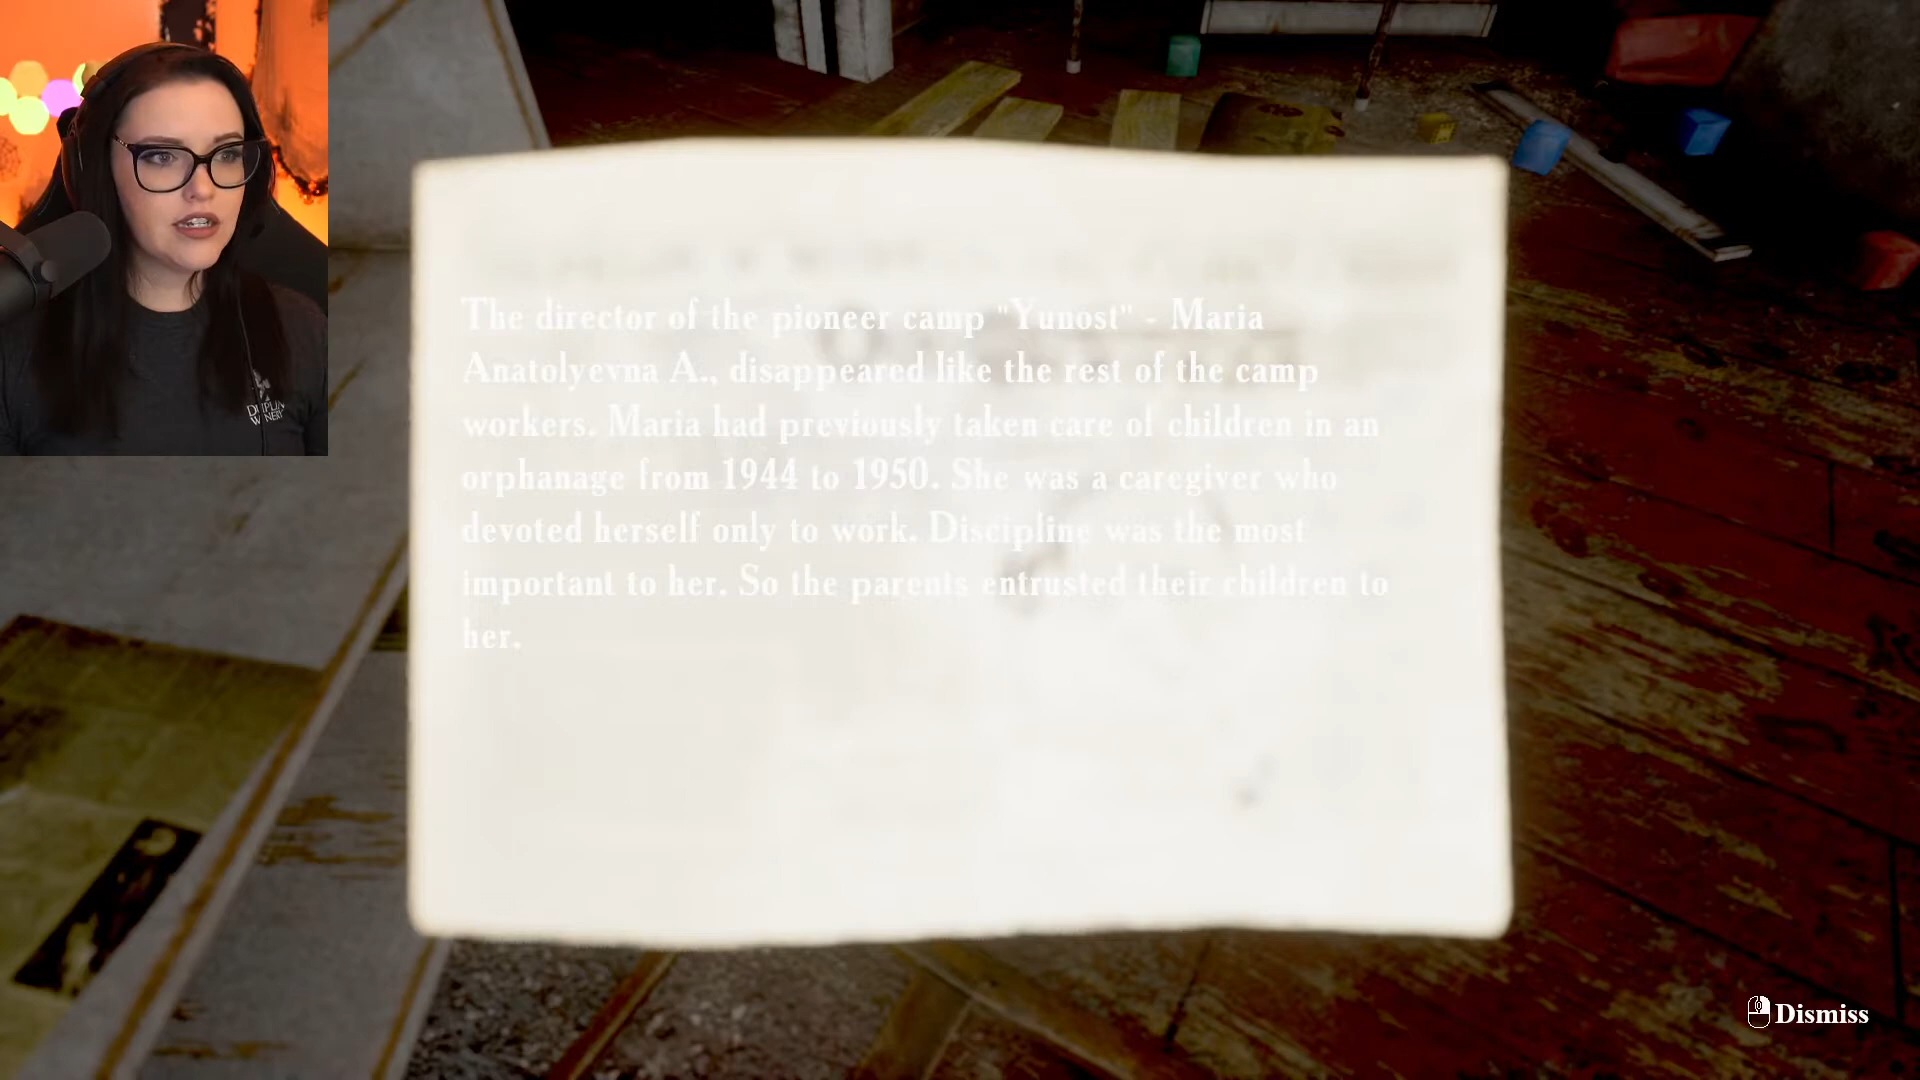 The director of the pioneer camp "Yunost" - Maria
Anatolyevna A., disappeared like the rest of the camp
workers. Maria had previously taken care of children in an
orphanage from 1944 to 1950. She was a caregiver who
devoted herself only to work. Discipline was the most
important to her. So the parents entrusted their children to
her.
Dismiss